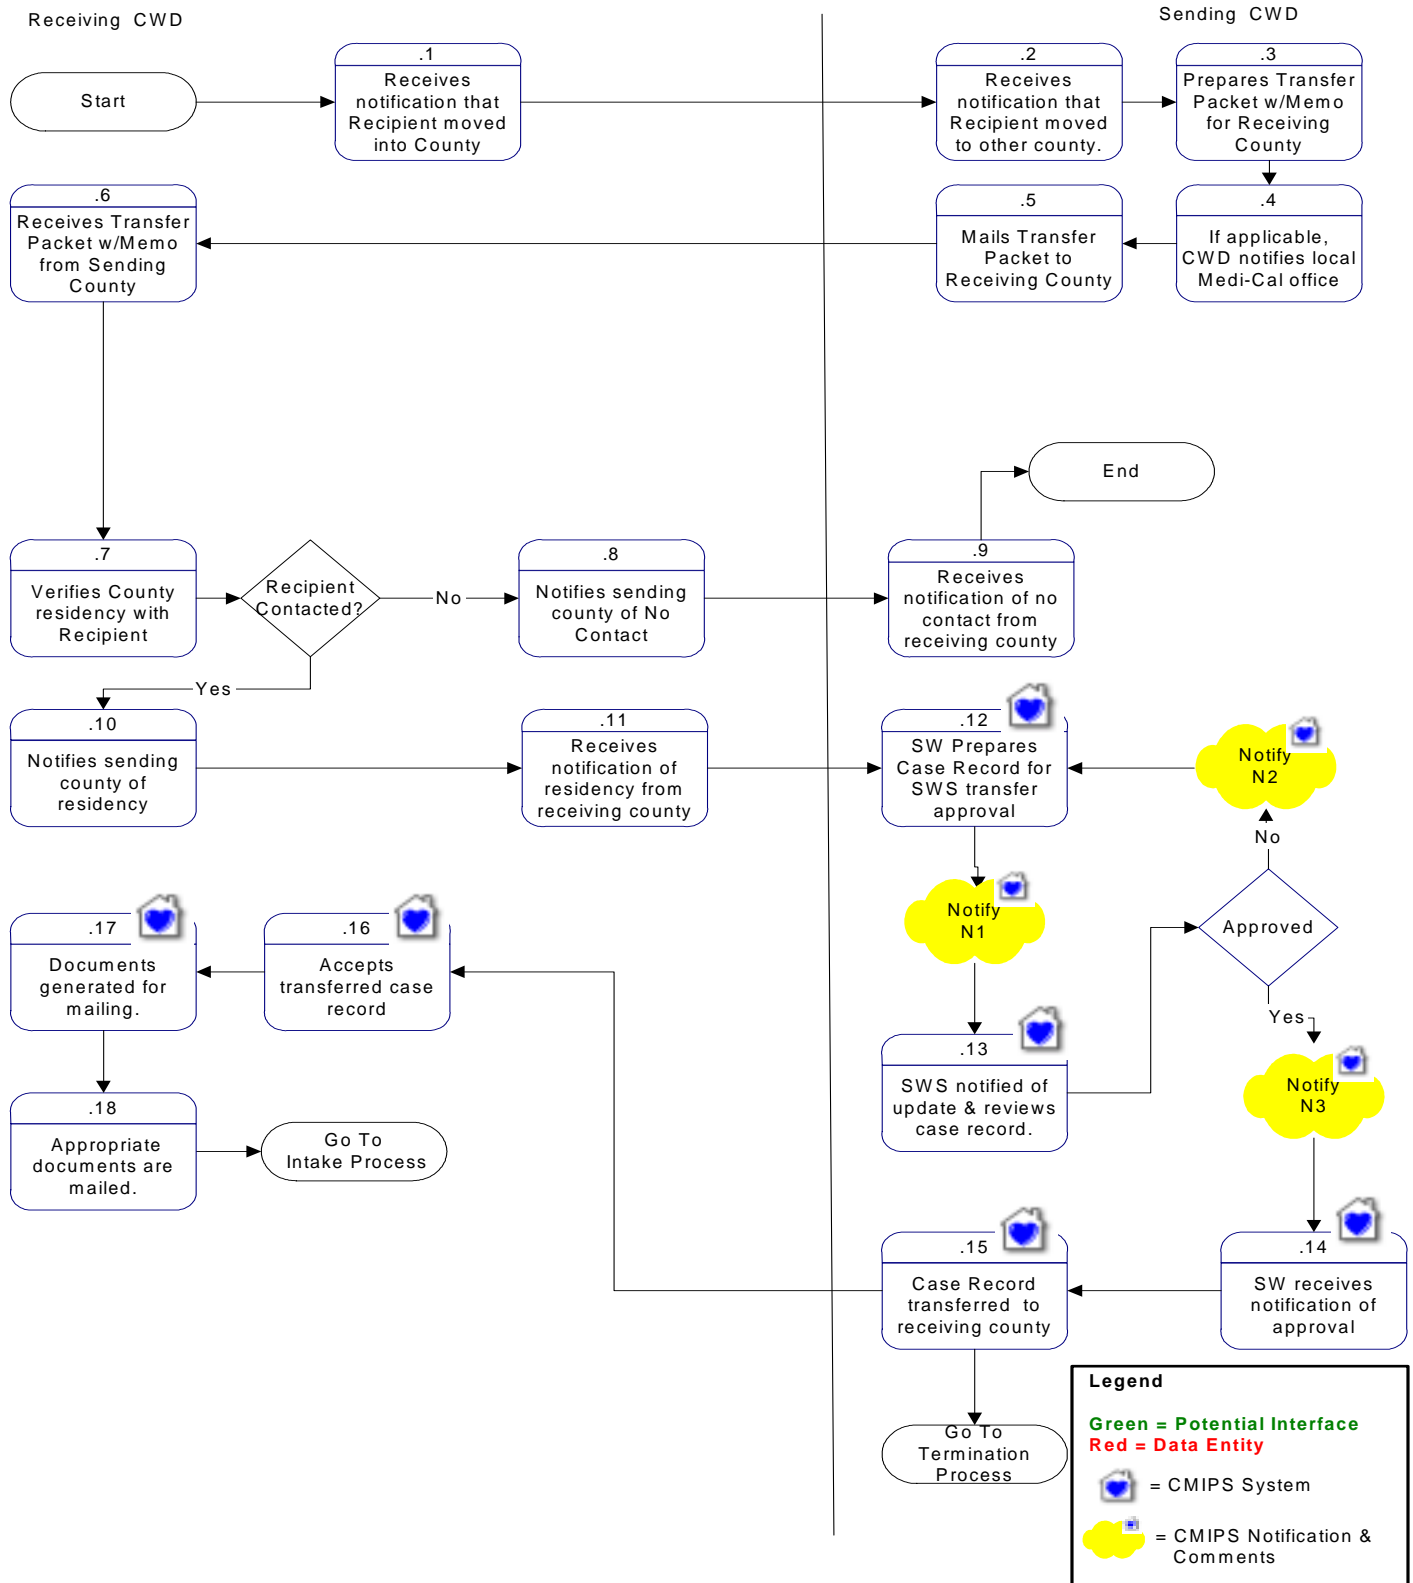 Receiving CWD
Sending CWD
Start
.1
Receives
notification that
Recipient moved
into County
.2
Receives
notification that
Recipient moved
to other county.
.3
Prepares Transfer
Packet w/Memo
for Receiving
County
.6
Receives Transfer
Packet w/Memo
from Sending
County
.5
Mails Transfer
Packet to
Receiving County
.4
If applicable,
CWD notifies local
Medi-Cal office
End
.7
Verifies County
residency with
Recipient
Recipient
Contacted?
No
.8
Notifies sending
county of No
Contact
.9
Receives
notification of no
contact from
receiving county
Yes
.10
Notifies sending
county of
residency
.11
Receives
notification of
residency from
receiving county
.12
SW Prepares
Case Record for
SWS transfer
approval
Notify
N2
No
Notify
N1
Approved
.17
Documents
generated for
mailing.
.16
Accepts
transferred case
record
Yes
.13
SWS notified of
update & reviews
case record.
Notify
N3
.18
Appropriate
documents are
mailed.
Go To
Intake Process
.15
Case Record
transferred to
receiving county
.14
SW receives
notification of
approval
Go To
Termination
Process
Legend
Green = Potential Interface
Red = Data Entity
= CMIPS System
= CMIPS Notification &
Comments